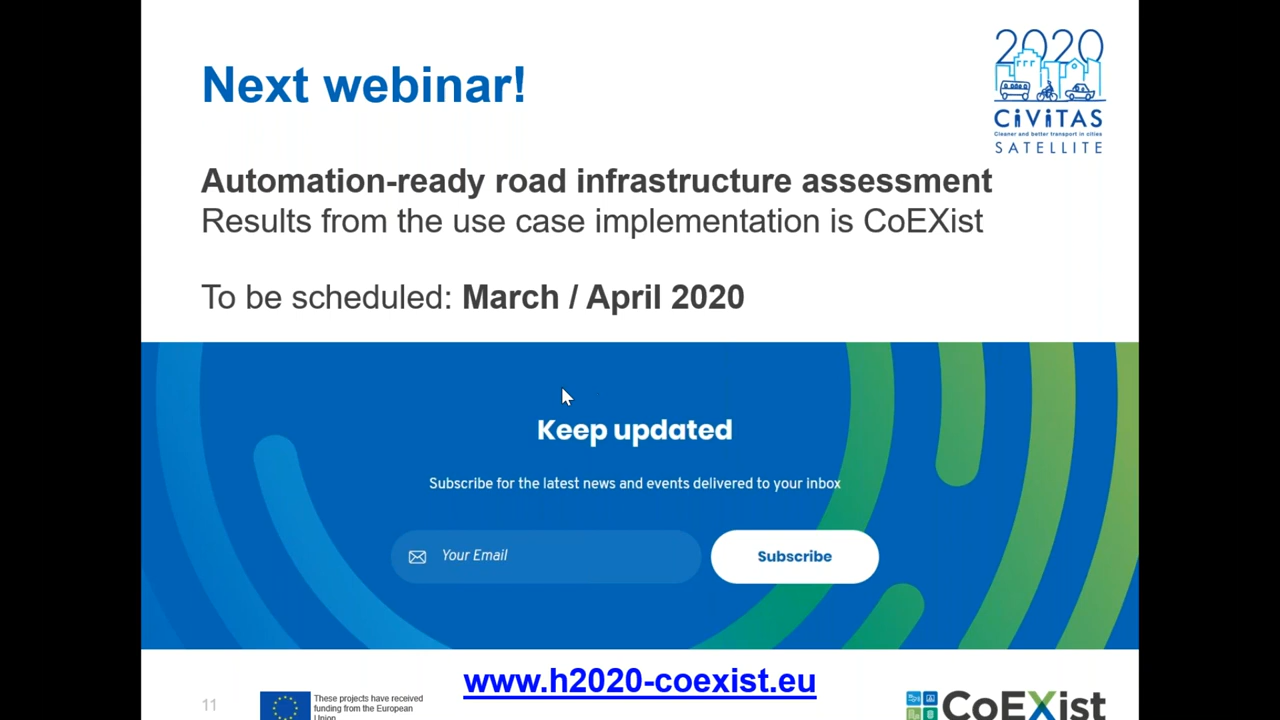 Next webinar!
2020
CiViTAS
Cleaner and better transport in cities
SATELLITE
Automation-ready road infrastructure assessment
Results from the use case implementation is CoEXist
To be scheduled: March / April 2020
Keep updated
Subscribe for the latest news and events delivered to your inbox
Your Email
Subscribe
www.h2020-coexist.eu
11
These projects have received
funding from the European
Union
CoEXist